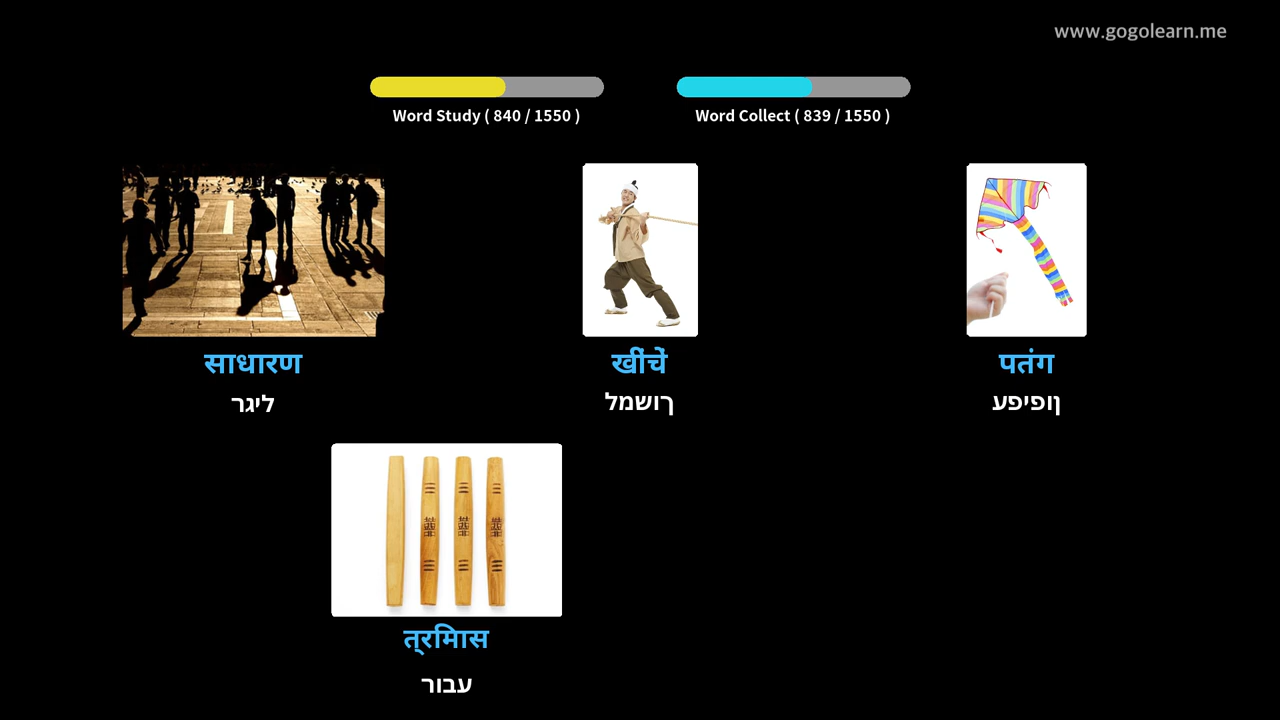 www.gogolearn.me
Word Study ( 840 / 1550 )
Word Collect ( 839 / 1550 )
साधारण
ליגר
खींचें
ךושמל
पतंग
ןופיפע
त्रमिास
עבור